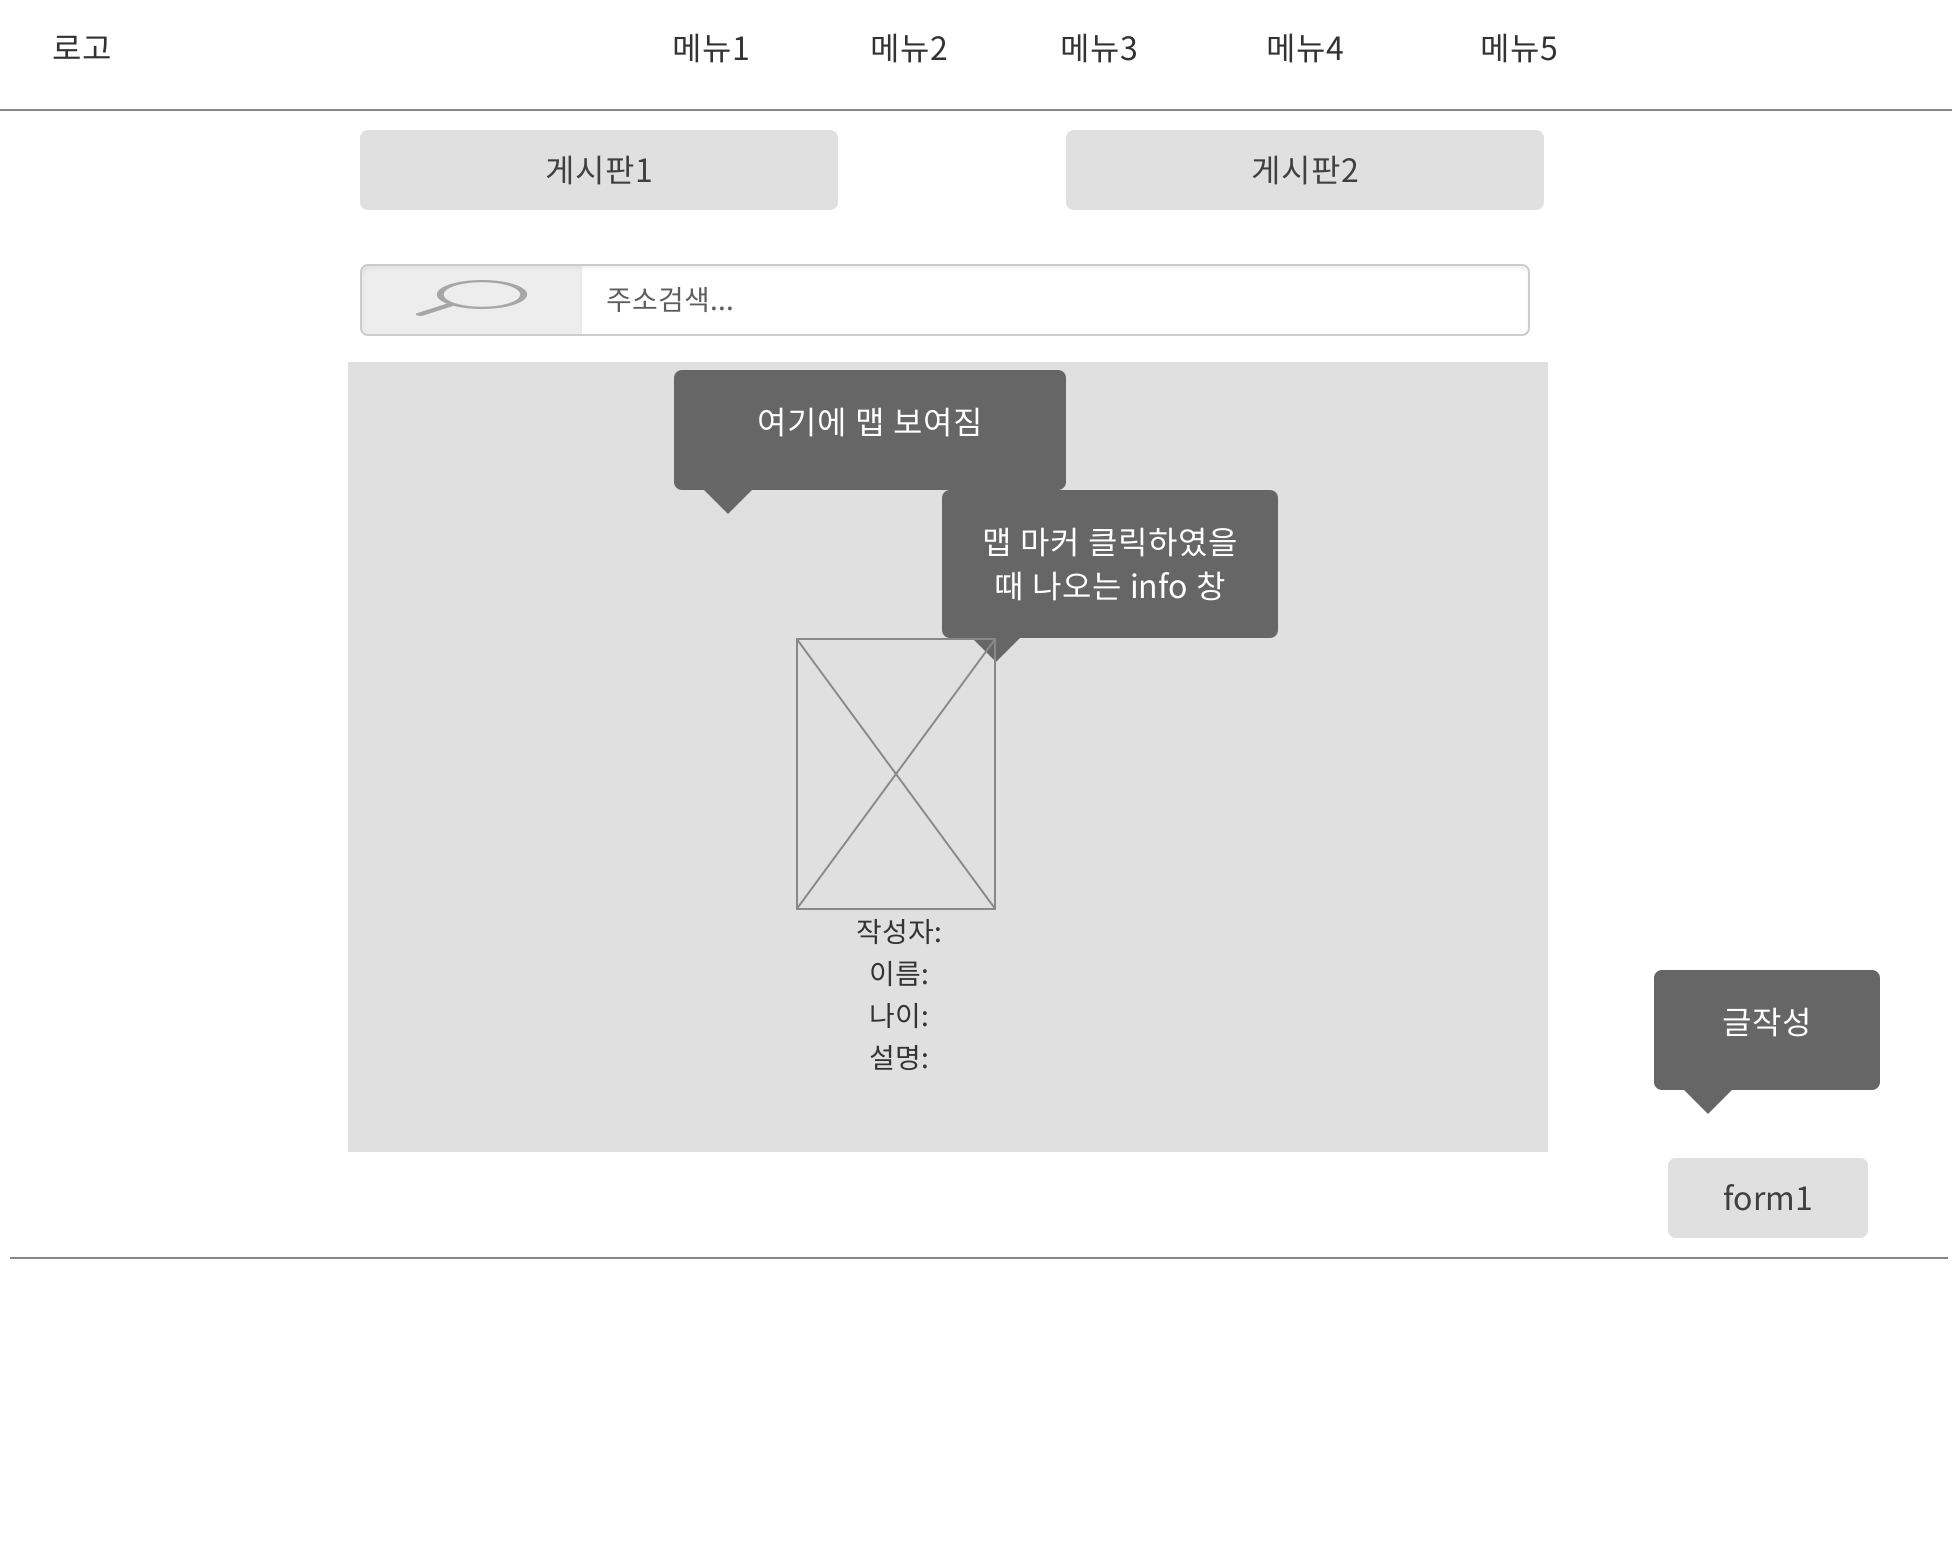 로고
메뉴1
메뉴2
메뉴3
메뉴4
메뉴5
게시판1
게시판2
주소검색...
여기에 맵 보여짐
맵 마커 클릭하였을
때 나오는 info 창
작성자:
이름:
나이:
설명:
글작성
form1